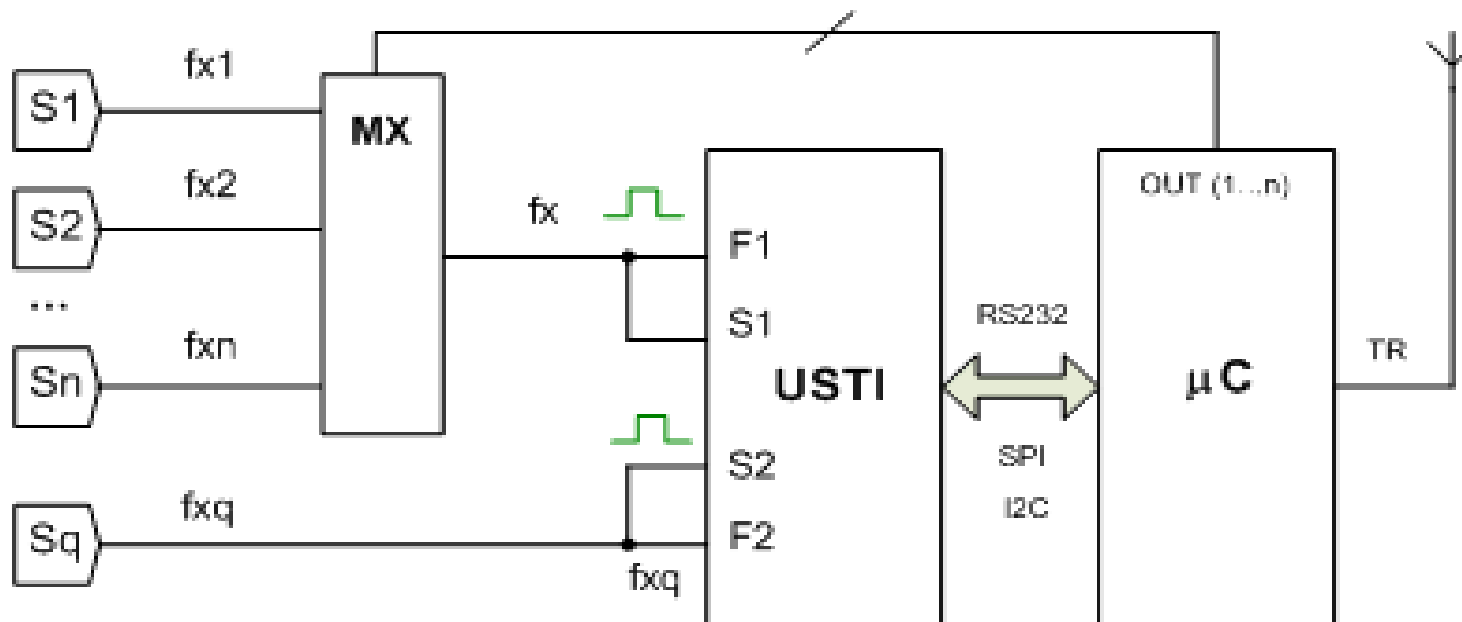 fx1
S1
MX
fx2
S2
...
fxn
Sn
fxq
Sq
fx
F1
S1
USTI
S2
F2
fxq
RS232
SPI
I2C
OUT (1...n)
μC
TR